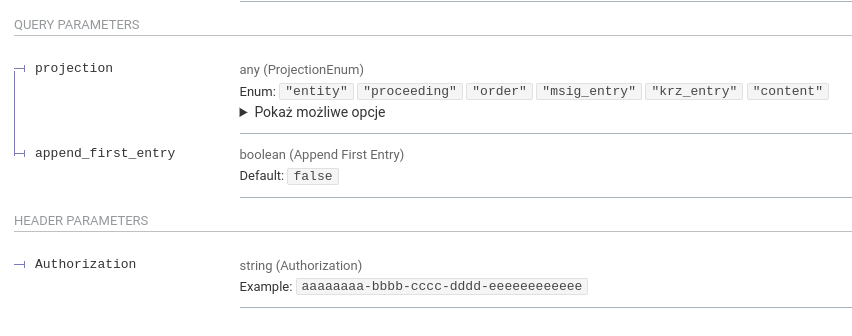 QUERY PARAMETERS
projection any (ProjectionEnum)
Enum: "entity" "proceeding" "order" "msig_entry" "krz_entry" "content"
Pokaż możliwe opcje
append_first_entry boolean (Append First Entry)
Default: false
HEADER PARAMETERS
Authorization string (Authorization)
Example: aaaaaaaa-bbbb-cccc-dddd-eeeeeeeeeeee